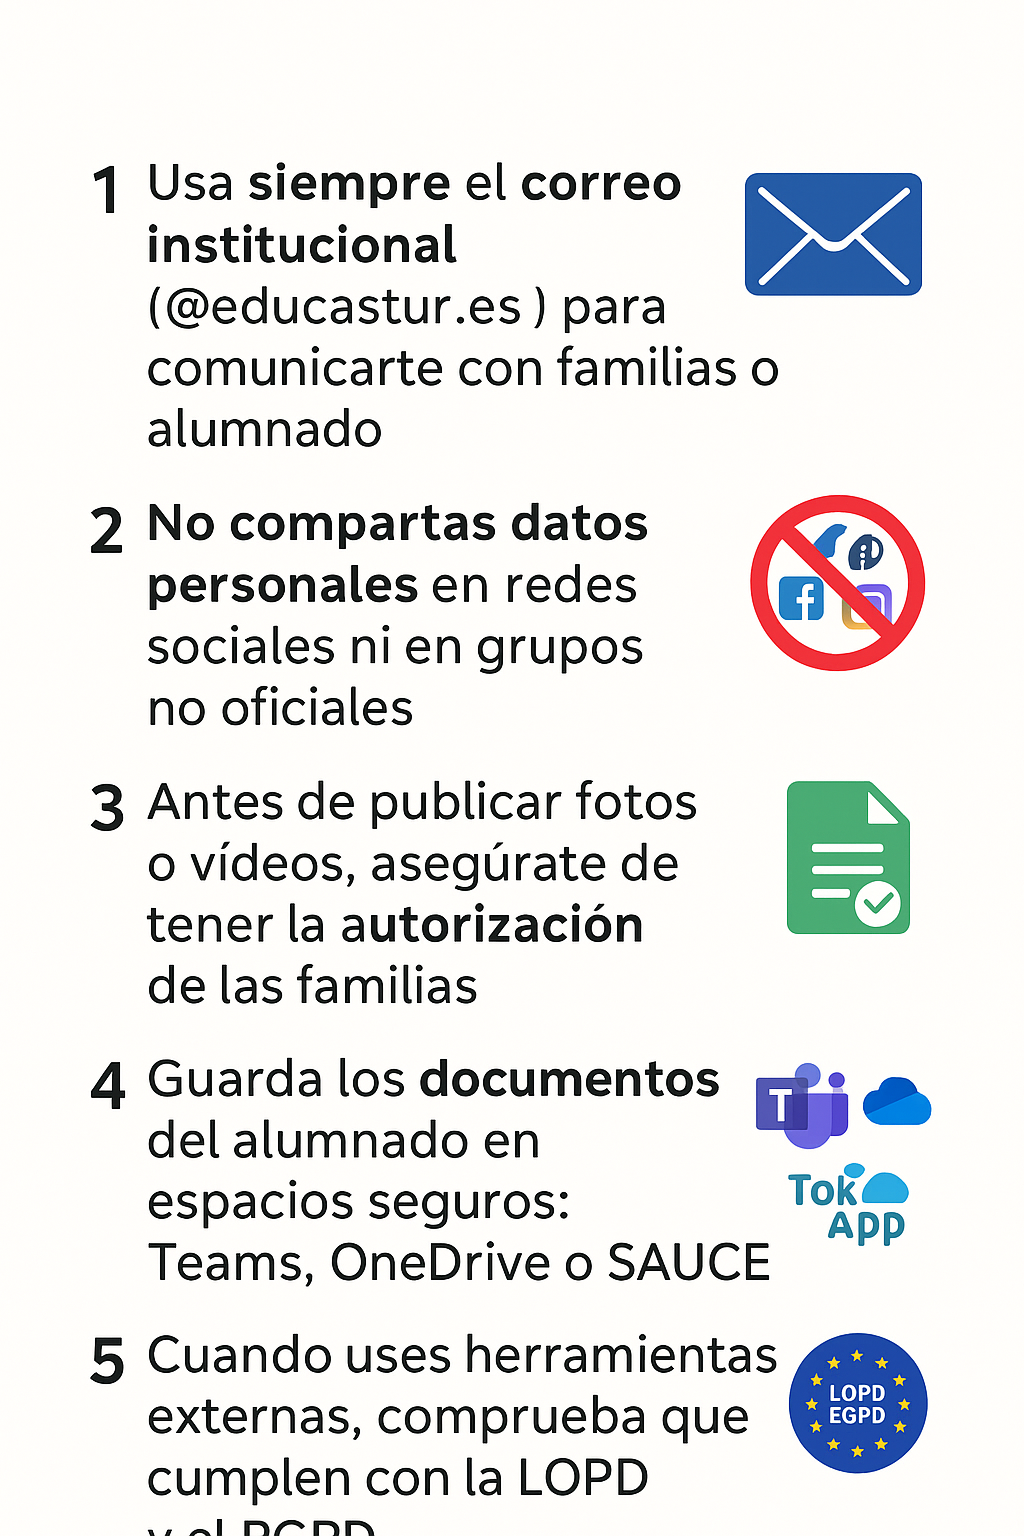 1 Usa siempre el correo
institucional
(@educastur.es ) para
comunicarte con familias o
alumnado
2 No compartas datos
personales en redes
sociales ni en grupos
no oficiales
3 Antes de publicar fotos
o vídeos, asegúrate de
tener la autorización
de las familias
4 Guarda los documentos
del alumnado en
espacios seguros:
Teams, OneDrive o SAUCE
T
Tok
App
5 Cuando uses herramientas
externas, comprueba que
cumplen con la LOPD
y el RGPD
LOPD
EGPD